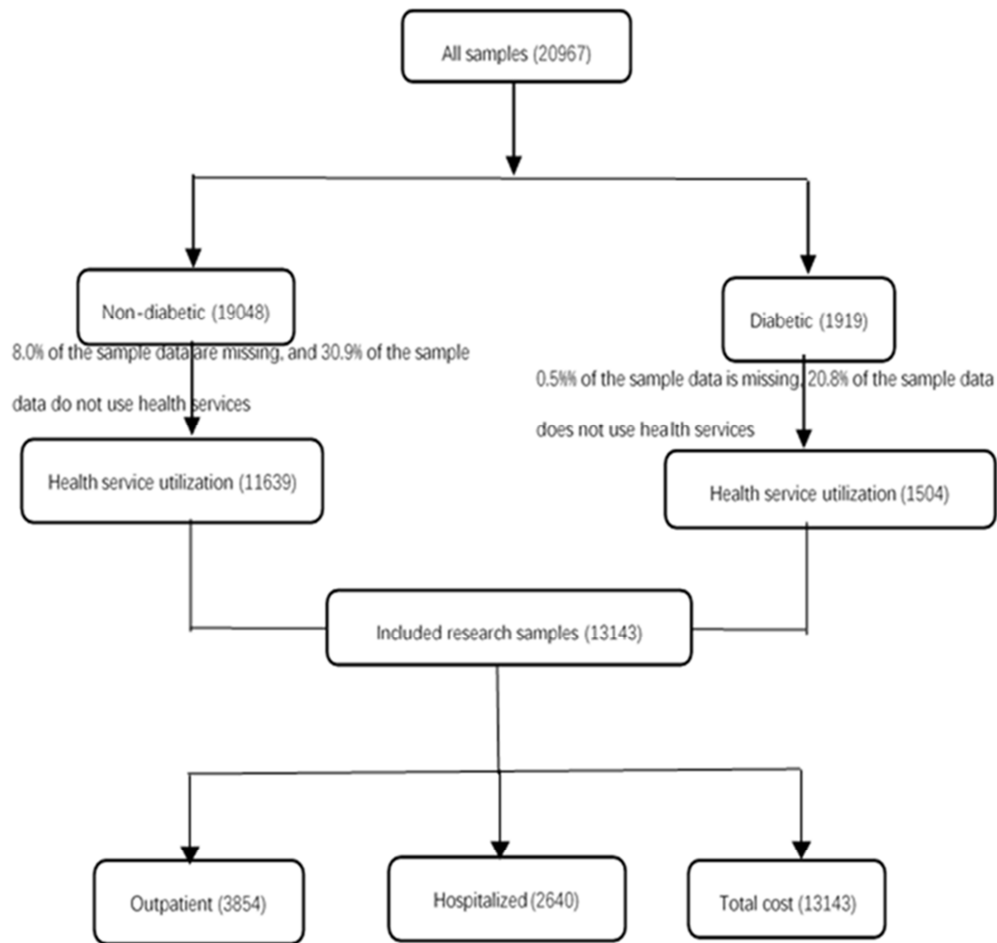 All samples (20967)
Non-diabetic (19048)
Diabetic (1919)
8.0% of the sample data are missing, and 30.9% of the sample
data do not use health services
0.5%% of the sample data is missing, 20.8% of the sample data
does not use health services
Health service utilization (11639)
Health service utilization (1504)
Included research samples (13143)
Outpatient (3854)
Hospitalized (2640)
Total cost (13143)